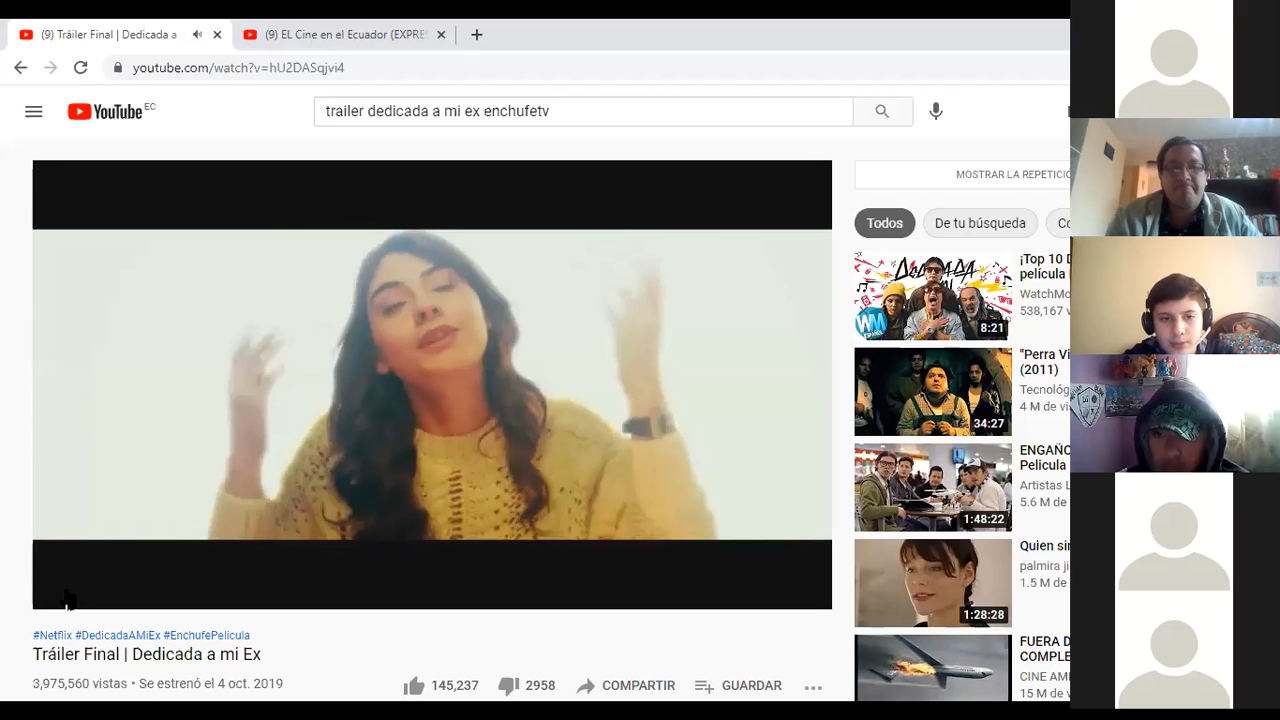 (9) Tráiler Final | Dedicada a
(9) EL Cine en el Ecuador (EXPRE
youtube.com/watch?v=hU2DASqjvi4
YouTube EC
trailer dedicada a mi ex enchufetv
MOSTRAR LA REPETICIO
Todos
De tu búsqueda
Co
¡Top 10 D
película
WatchMo
538,167 v
8:21
"Perra Vi
(2011)
Tecnológ
4 M de vis
34:27
ENGAÑO
Pelicula
Artistas L
5.6 M de
1:48:22
Quien sin
palmira ji
1.5 M de
1:28:28
FUERA D
COMPLE
CINE AM
15 M de v
#Netflix #DedicadaAMiEx #EnchufePelicula
Tráiler Final | Dedicada a mi Ex
3,975,560 vistas • Se estrenó el 4 oct. 2019
145,237
2958
COMPARTIR
GUARDAR